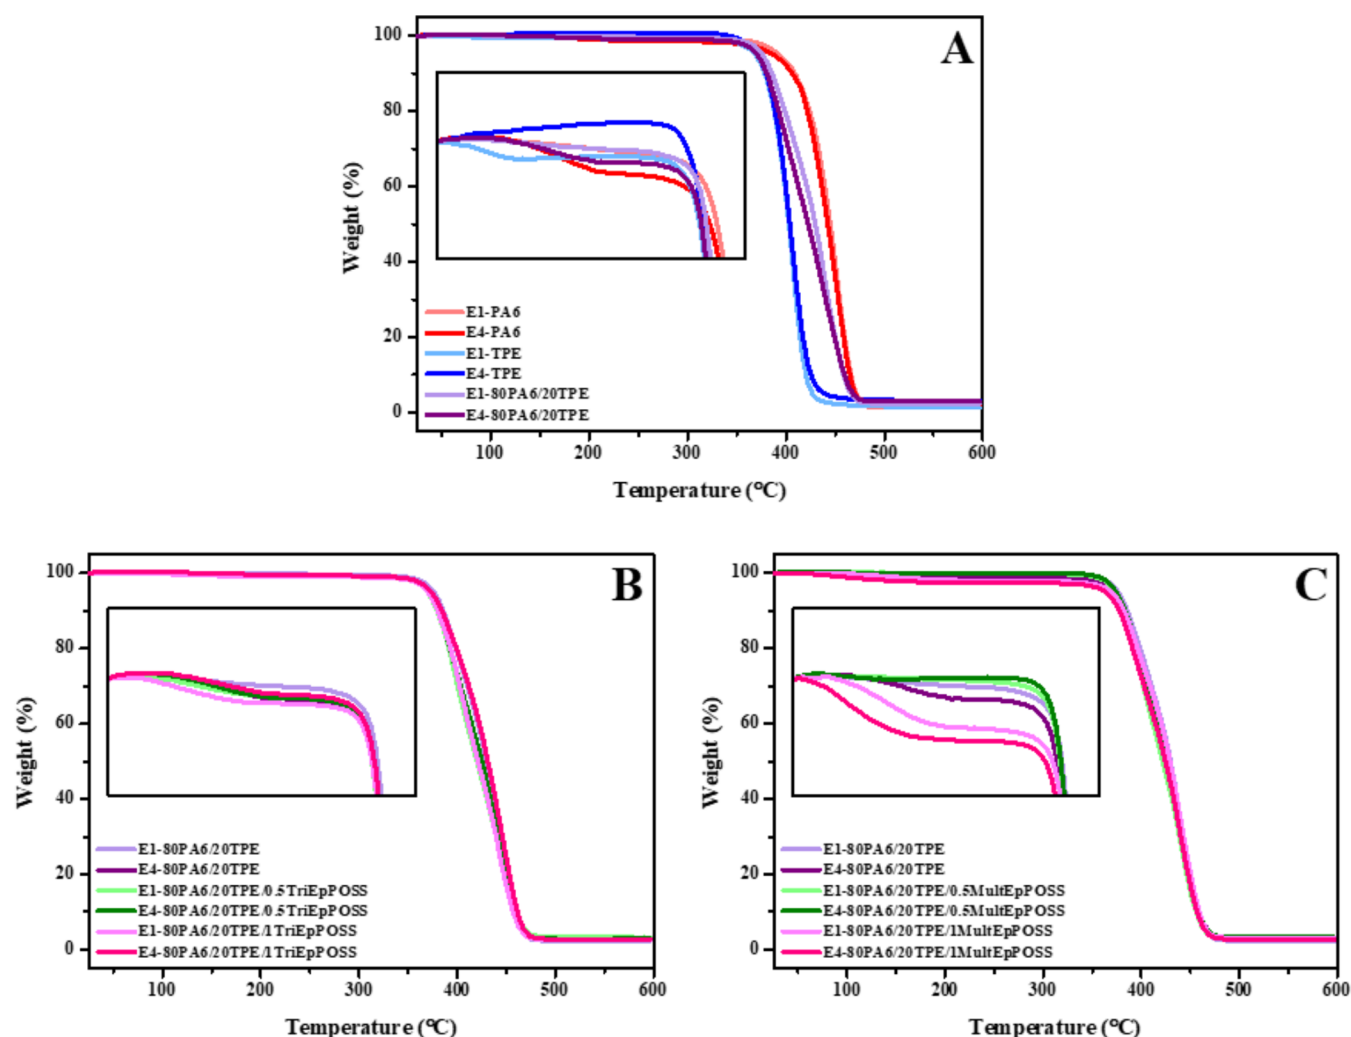 A
100
80
60
40
20
0
Weight (%)
E1-PA6
E4-PA6
E1-TPE
E4-TPE
E1-80PA6/20TPE
E4-80PA6/20TPE
100 200 300 400 500 600
Temperature (°C)
B
100
80
60
40
20
0
Weight (%)
E1-80PA6/20TPE
E4-80PA6/20TPE
E1-80PA6/20TPE/0.5TriEpPOSS
E4-80PA6/20TPE/0.5TriEpPOSS
E1-80PA6/20TPE/1TriEpPOSS
E4-80PA6/20TPE/1TriEpPOSS
100 200 300 400 500 600
Temperature (°C)
C
100
80
60
40
20
0
Weight (%)
E1-80PA6/20TPE
E4-80PA6/20TPE
E1-80PA6/20TPE/0.5MultEpPOSS
E4-80PA6/20TPE/0.5MultEpPOSS
E1-80PA6/20TPE/1MultEpPOSS
E4-80PA6/20TPE/1MultEpPOSS
100 200 300 400 500 600
Temperature (°C)